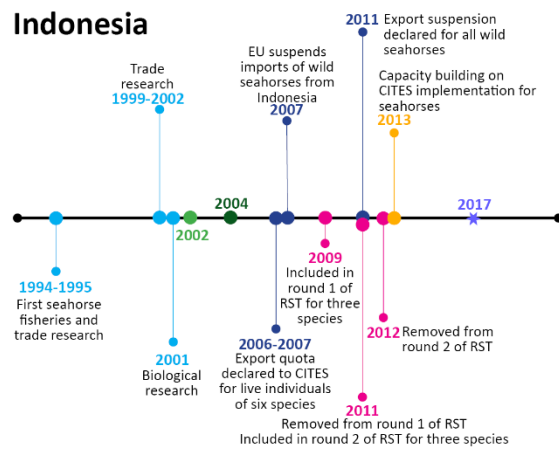 Indonesia
Trade
research
1999-2002
EU suspends
imports of wild
seahorses from
Indonesia
2007
2011
Export suspension
declared for all wild
seahorses
Capacity building on
CITES implementation for
seahorses
2013
2002
2004
2017
1994-1995
First seahorse
fisheries and
trade research
2001
Biological
research
2006-2007
Export quota
declared to CITES
for live individuals
of six species
2009
Included in
round 1 of
RST for three
species
2012 Removed from
round 2 of RST
2011
Removed from round 1 of RST
Included in round 2 of RST for three species